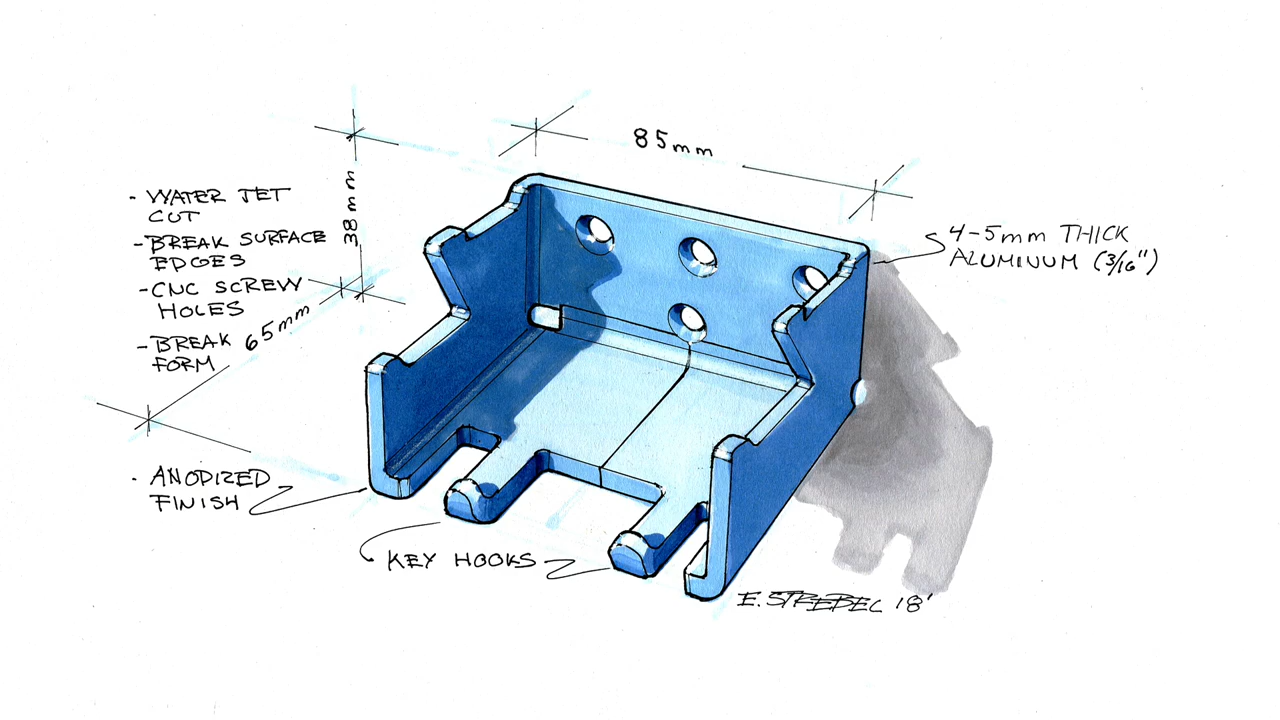 85mm
38mm
65mm
· WATER JET
CUT
- BREAK SURFACE
EDGES
- CNC SCREW
HOLES
- BREAK
FORM
4-5mm THICK
ALUMINUM (3/16")
· ANODIZED
FINISH
KEY HOOKS
E. STREBEL 18'